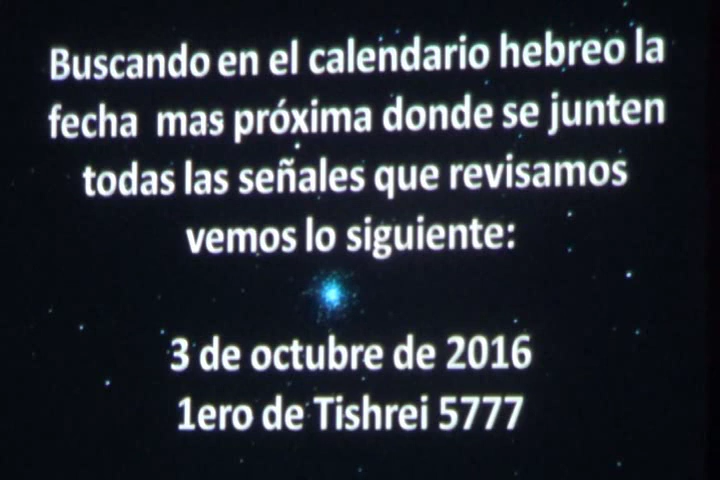 Buscando en el calendario hebreo la
fecha mas próxima donde se junten
todas las señales que revisamos
vemos lo siguiente:
3 de octubre de 2016
1ero de Tishrei 5777